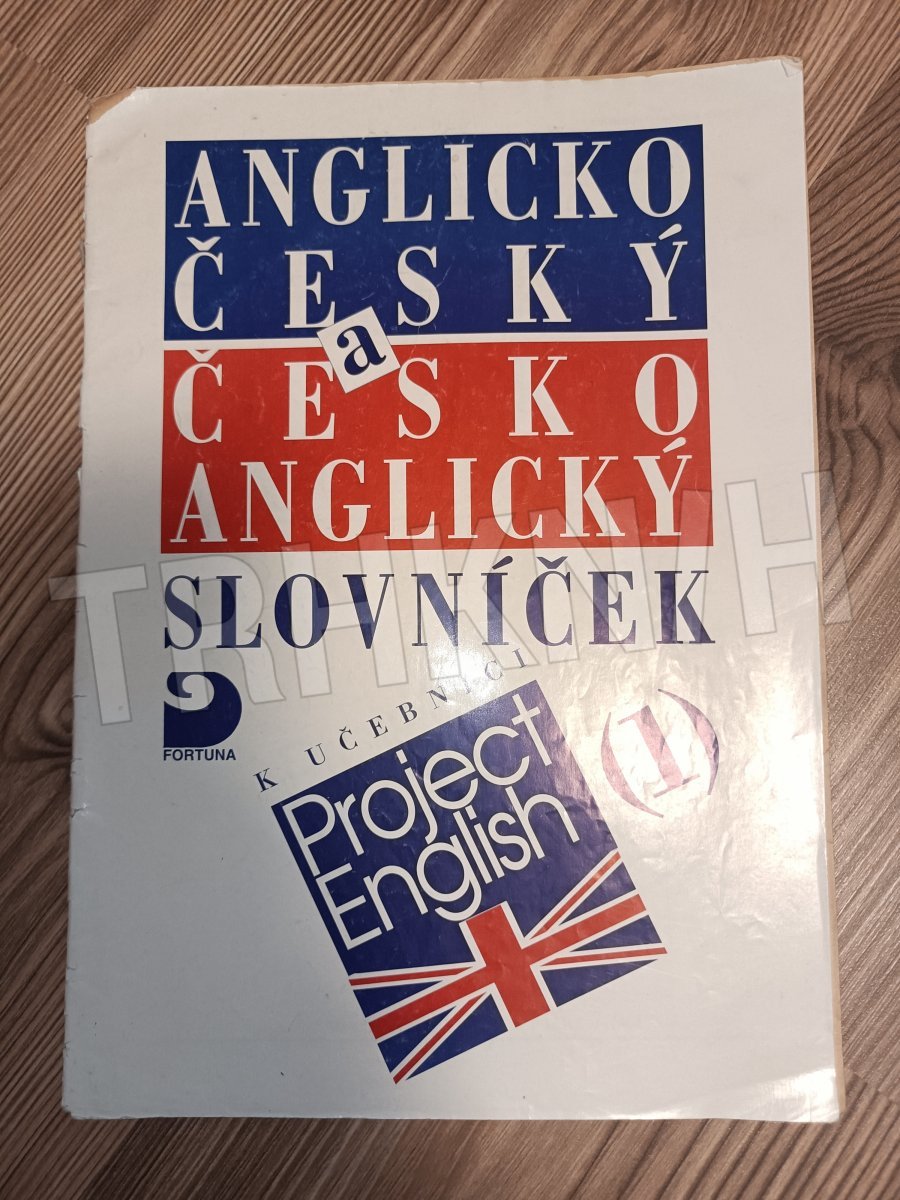 ANGLICKO
ČESKÝ
a
ČESKO
ANGLICKÝ
SLOVNÍČEK
FORTUNA
K UČEBNICI
Project
English
(1)
TRHKNIH